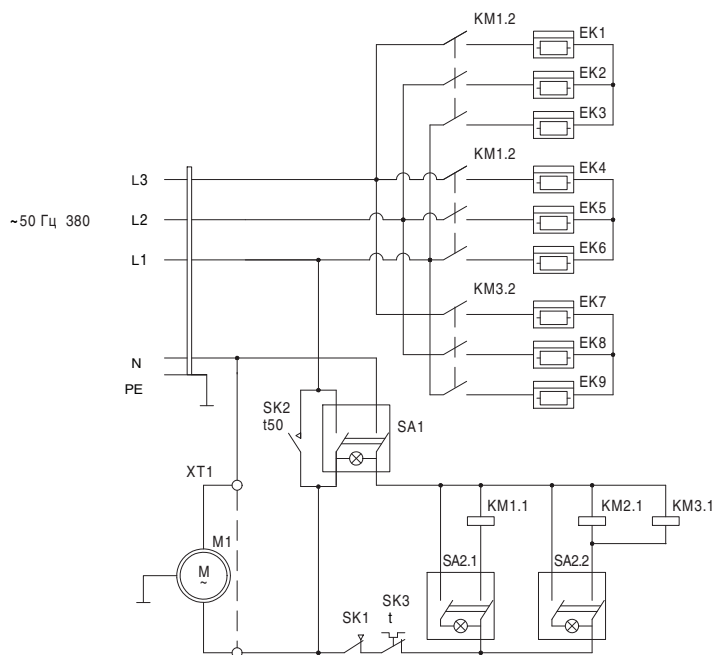 KM1.2
EK1
EK2
EK3
KM1.2
L3
EK4
~50 Гц 380
L2
EK5
L1
EK6
KM3.2
EK7
EK8
N
PE
EK9
SK2
t50
SA1
XT1
KM1.1
KM2.1
KM3.1
M1
SA2.1
SA2.2
M
~
SK1
SK3
t